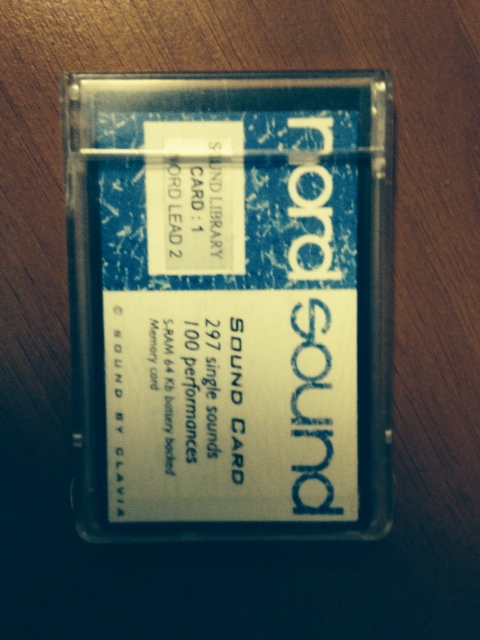 nord sound
SOUND LIBRARY
CARD : 1
NORD LEAD 2
SOUND CARD
297 single sounds
100 performances
S-RAM 64 Kb battery backed
Memory card
© SOUND BY CLAVIA